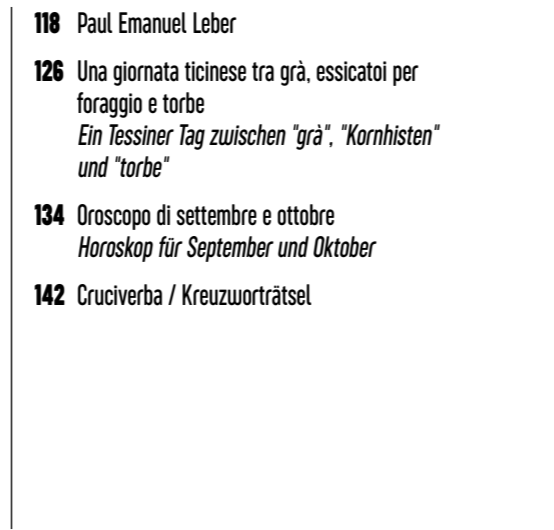 118 Paul Emanuel Leber
126 Una giornata ticinese tra grà, essicatoi per
foraggio e torbe
Ein Tessiner Tag zwischen "grà", "Kornhisten"
und "torbe"
134 Oroscopo di settembre e ottobre
Horoskop für September und Oktober
142 Cruciverba / Kreuzworträtsel